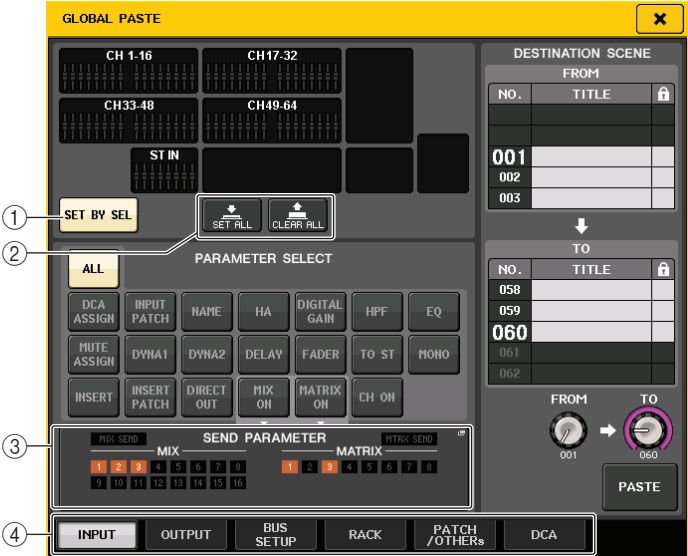 GLOBAL PASTE
CH 1-16
CH17-32
CH33-48
CH49-64
ST IN
1
SET BY SEL
2
SET ALL
CLEAR ALL
ALL
PARAMETER SELECT
DCA ASSIGN
INPUT PATCH
NAME
HA
DIGITAL GAIN
HPF
EQ
MUTE ASSIGN
DYNA1
DYNA2
DELAY
FADER
TO ST
MONO
INSERT
INSERT PATCH
DIRECT OUT
MIX ON
MATRIX ON
CH ON
3
MIX SEND
SEND PARAMETER
MTRX SEND
MIX
MATRIX
1 2 3 4 5 6 7 8
1 2 3 4 5 6 7 8
9 10 11 12 13 14 15 16
4
INPUT
OUTPUT
BUS SETUP
RACK
PATCH /OTHERs
DCA
DESTINATION SCENE
FROM
NO. TITLE
001
002
003
TO
NO. TITLE
058
059
060
061
062
FROM
TO
001
060
PASTE